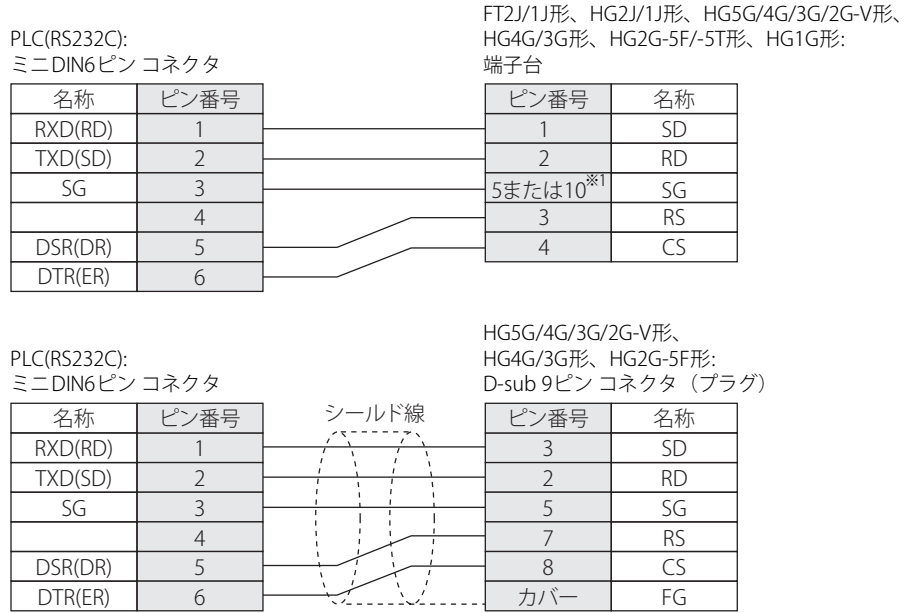 FT2J/1J形、HG2J/1J形、HG5G/4G/3G/2G-V形、
PLC(RS232C): HG4G/3G形、HG2G-5F/-5T形、HG1G形:
ミニDIN6ピン コネクタ 端子台
名称 ピン番号 ピン番号 名称
RXD(RD) 1 1 SD
TXD(SD) 2 2 RD
SG 3 5または10※1 SG
4 3 RS
DSR(DR) 5 4 CS
DTR(ER) 6
HG5G/4G/3G/2G-V形、
PLC(RS232C): HG4G/3G形、HG2G-5F形:
ミニDIN6ピン コネクタ D-sub 9ピン コネクタ（プラグ）
名称 ピン番号 シールド線 ピン番号 名称
RXD(RD) 1 3 SD
TXD(SD) 2 2 RD
SG 3 5 SG
4 7 RS
DSR(DR) 5 8 CS
DTR(ER) 6 カバー FG